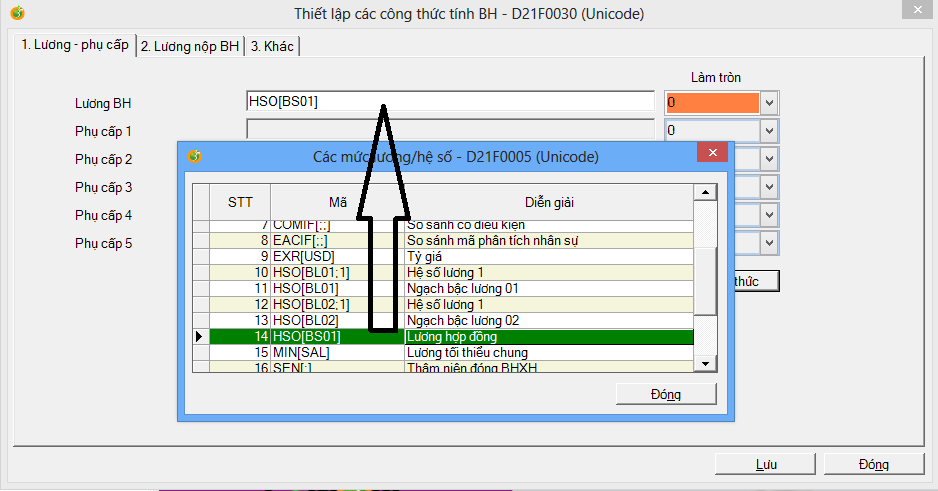 Thiết lập các công thức tính BH - D21F0030 (Unicode)
1. Lương - phụ cấp 2. Lương nộp BH 3. Khác
Làm tròn
Lương BH HSO[BS01] 0
Phụ cấp 1 0
Phụ cấp 2
Phụ cấp 3
Phụ cấp 4
Phụ cấp 5
thức
Các mức lương/hệ số - D21F0005 (Unicode)
STT Mã Diễn giải
7 COMIF[;;] So sánh có điều kiện
8 EACIF[;;] So sánh mã phân tích nhân sự
9 EXR[USD] Tỷ giá
10 HSO[BL01;1] Hệ số lương 1
11 HSO[BL01] Ngạch bậc lương 01
12 HSO[BL02;1] Hệ số lương 1
13 HSO[BL02] Ngạch bậc lương 02
14 HSO[BS01] Lương hợp đồng
15 MIN[SAL] Lương tối thiểu chung
16 SEN[;] Thâm niên đóng BHXH
Đóng
Lưu Đóng